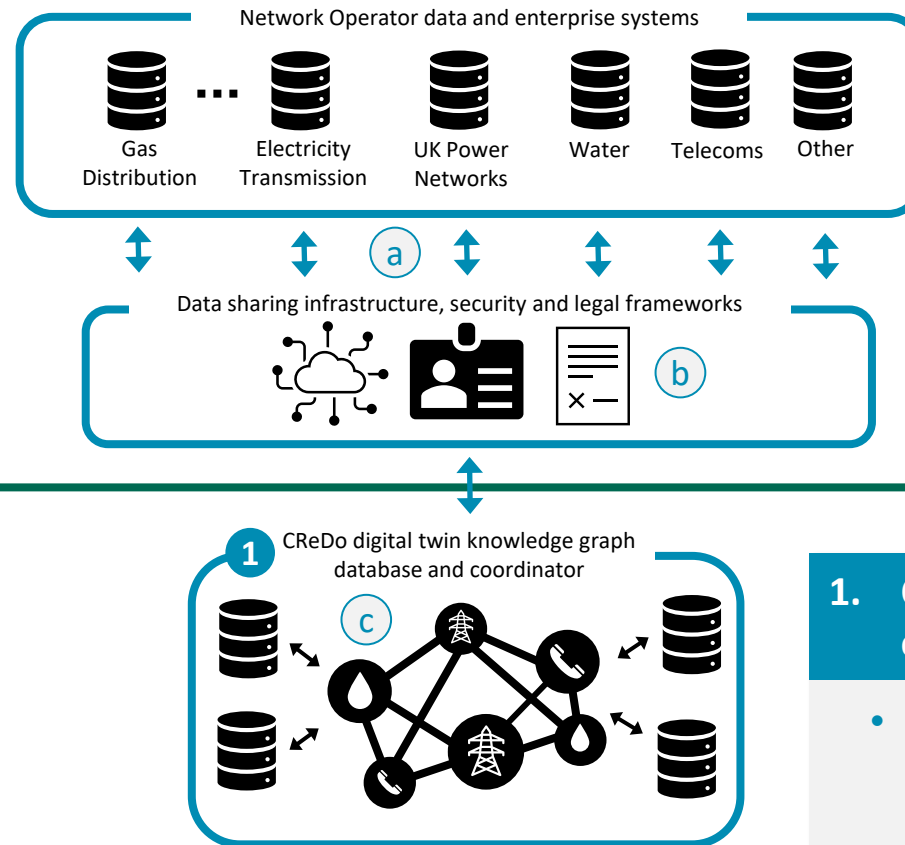 Network Operator data and enterprise systems
...
Gas
Distribution
Electricity
Transmission
UK Power
Networks
Water
Telecoms
Other
a
Data sharing infrastructure, security and legal frameworks
b
1
CReDo digital twin knowledge graph
database and coordinator
c
1.
•